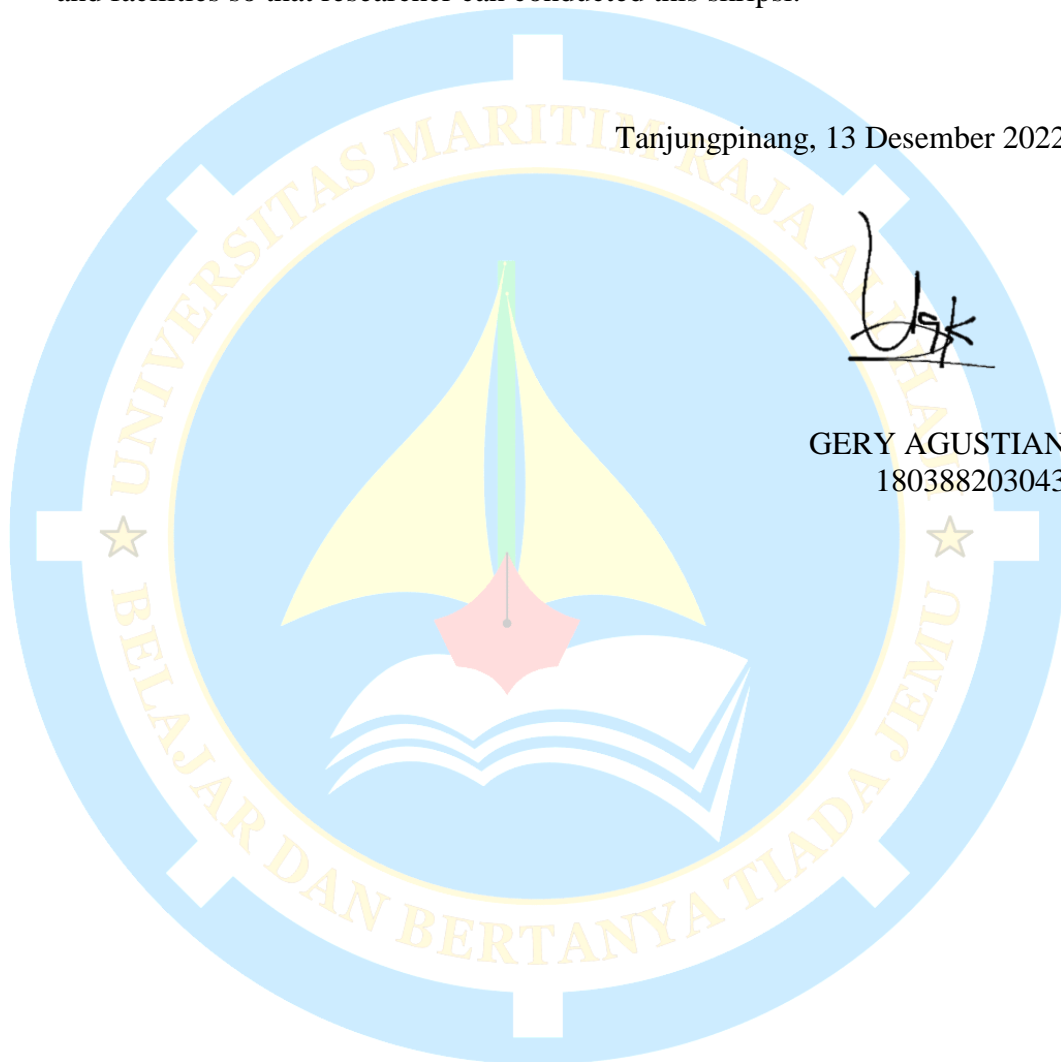 and facilities so that researcher can conducted this skripsi.
Tanjungpinang, 13 Desember 2022
GERY AGUSTIAN
180388203043
UNIVERSITAS MARITIM RAJA ALI HAJI
BELAJAR DAN BERTANYA TIADA JEMU